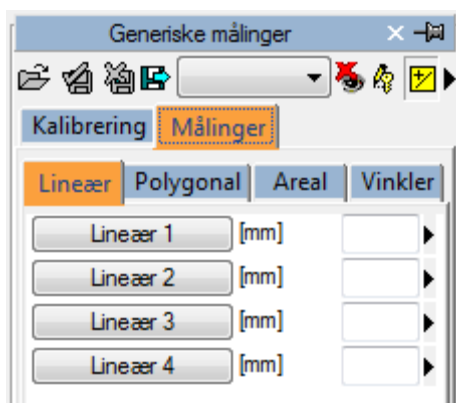 Generiske målinger
Kalibrering Målinger
Lineær Polygonal Areal Vinkler
Lineær 1 [mm]
Lineær 2 [mm]
Lineær 3 [mm]
Lineær 4 [mm]